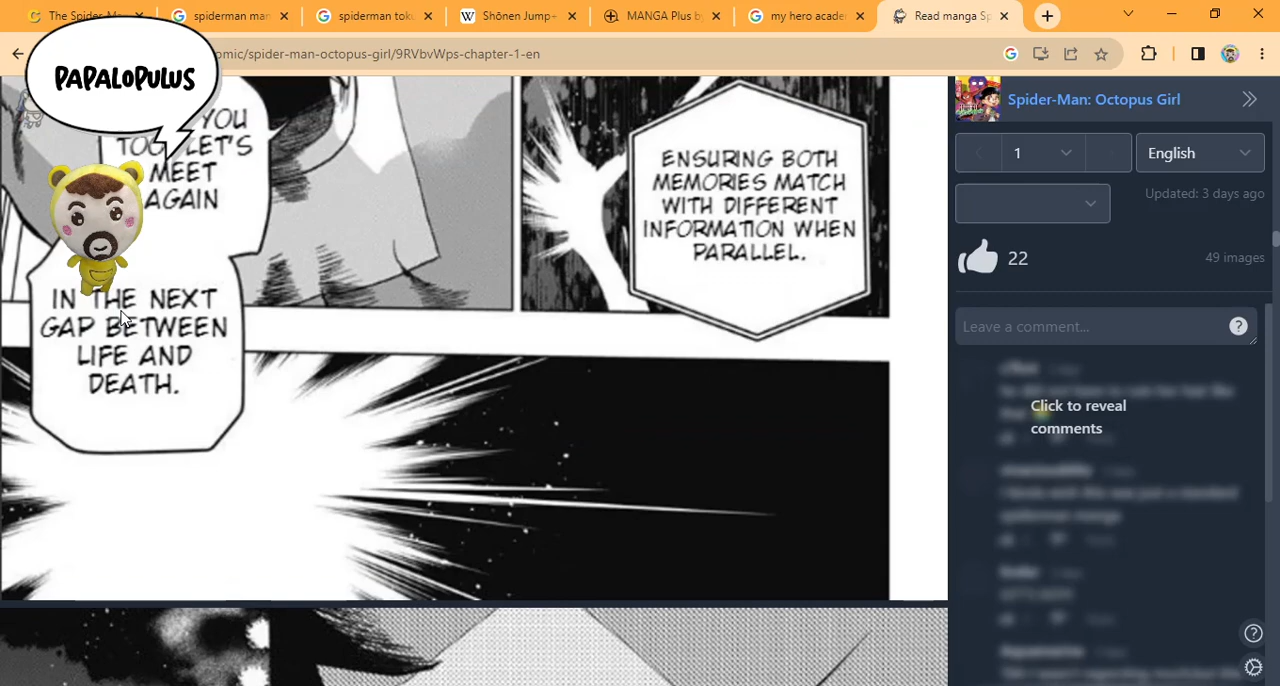 The Spider-Ma
spiderman man
spiderman toku
Shōnen Jump+
MANGA Plus by
my hero acade
Read manga Sp
omic/spider-man-octopus-girl/9RVbvWps-chapter-1-en
PAPALOPULUS
YOU
TOO LET'S
MEET
AGAIN
IN THE NEXT
GAP BETWEEN
LIFE AND
DEATH.
ENSURING BOTH
MEMORIES MATCH
WITH DIFFERENT
INFORMATION WHEN
PARALLEL.
Spider-Man: Octopus Girl
1
English
Updated: 3 days ago
22
49 images
Leave a comment...
Click to reveal
comments